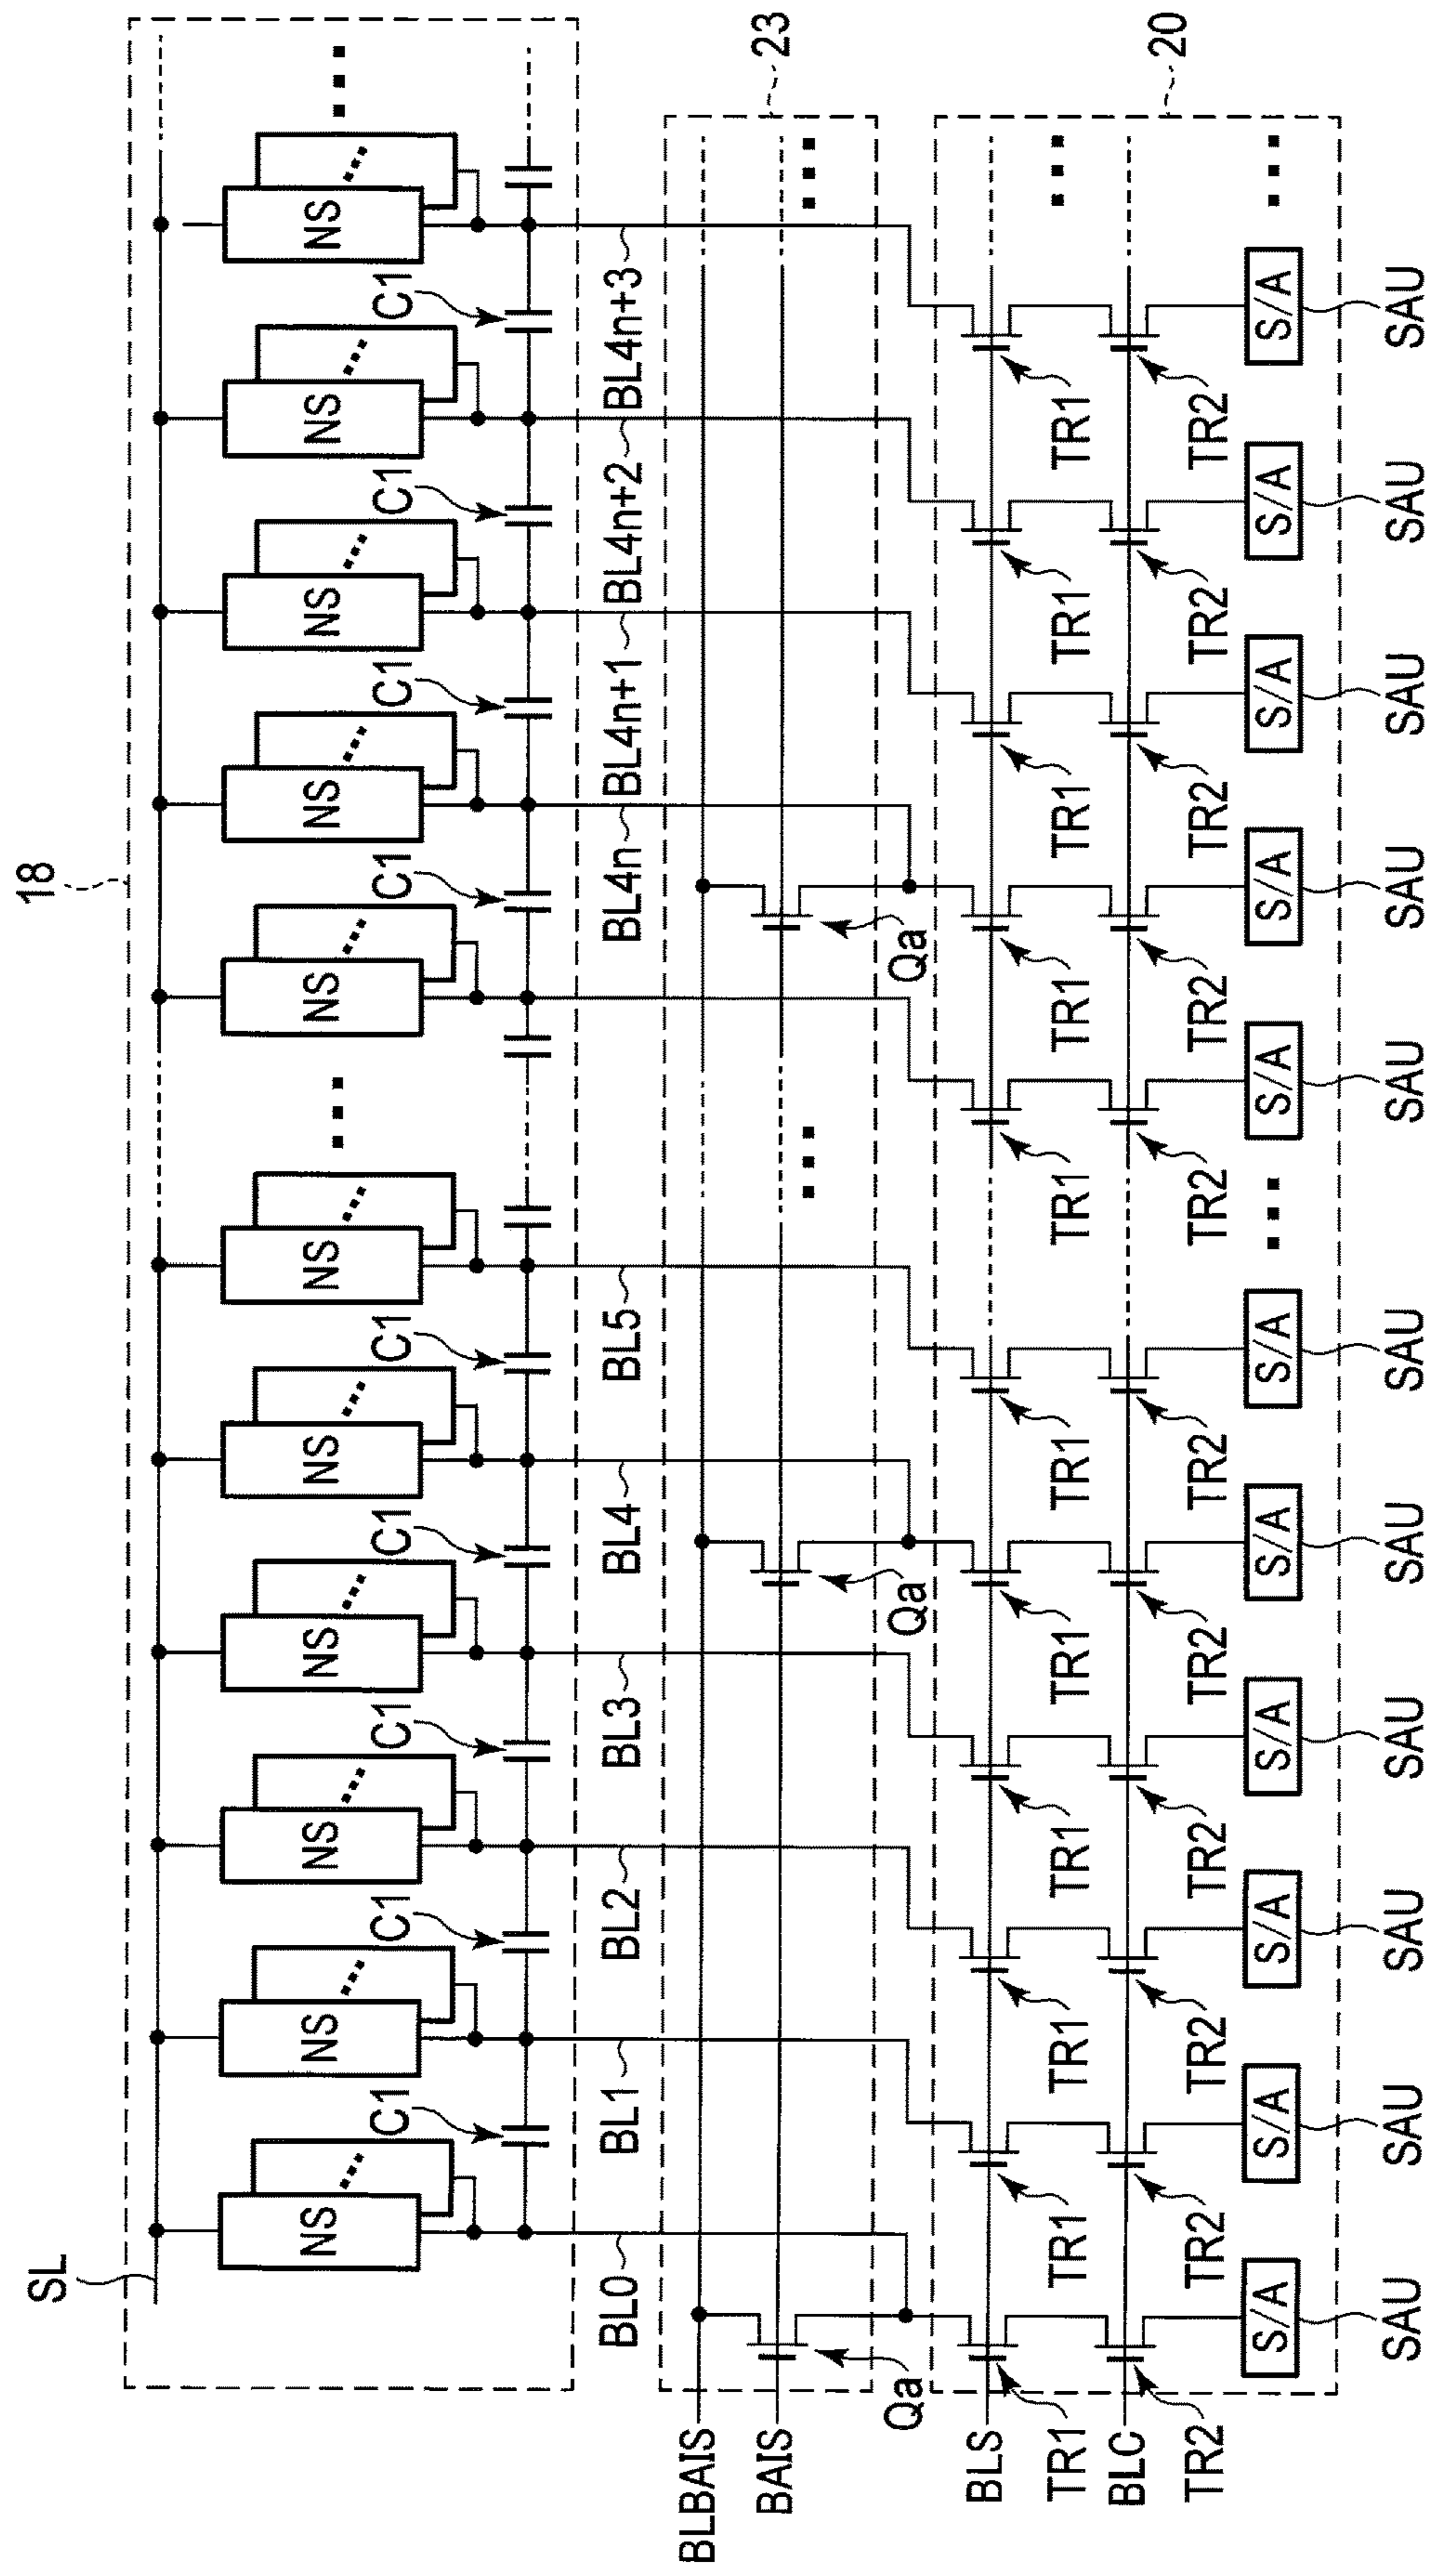 18
SL
NS NS NS NS NS NS NS NS NS NS NS
C1 C1 C1 C1 C1 C1 C1 C1 C1
BL0 BL1 BL2 BL3 BL4 BL5 BL4n BL4n+1 BL4n+2 BL4n+3
BLBAIS
BAIS 23
Qa Qa Qa
BLS
TR1 TR1 TR1 TR1 TR1 TR1 TR1 TR1 TR1 TR1 TR1
BLC 20
TR2 TR2 TR2 TR2 TR2 TR2 TR2 TR2 TR2 TR2 TR2
S/A S/A S/A S/A S/A S/A S/A S/A S/A S/A S/A
SAU SAU SAU SAU SAU SAU SAU SAU SAU SAU SAU